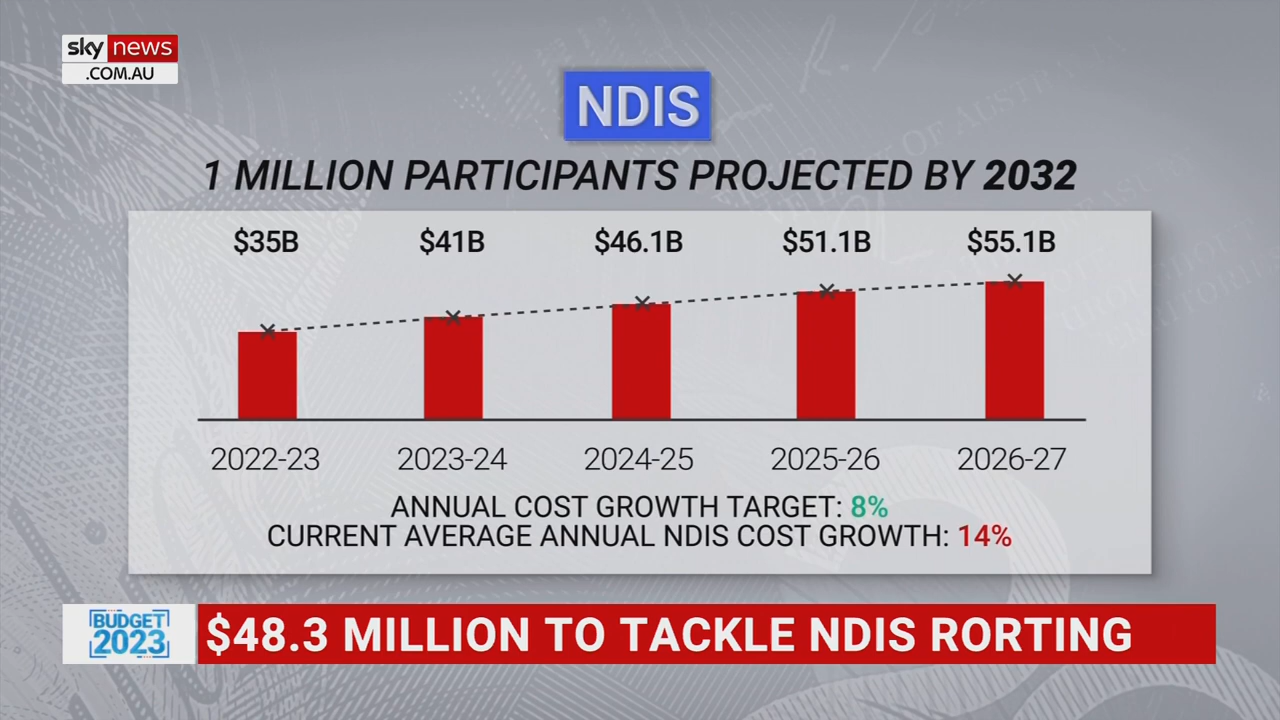 sky news
.COM.AU
NDIS
1 MILLION PARTICIPANTS PROJECTED BY 2032
$35B $41B $46.1B $51.1B $55.1B
2022-23 2023-24 2024-25 2025-26 2026-27
ANNUAL COST GROWTH TARGET: 8%
CURRENT AVERAGE ANNUAL NDIS COST GROWTH: 14%
BUDGET
2023
$48.3 MILLION TO TACKLE NDIS RORTING